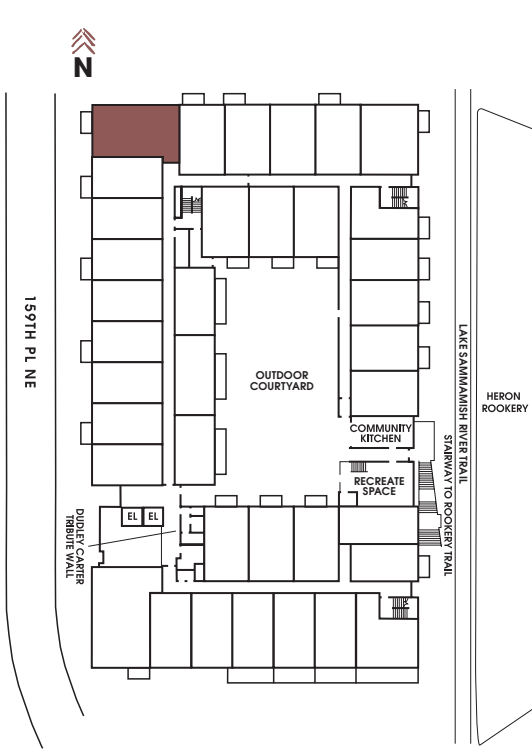 N
159TH PL NE
OUTDOOR
COURTYARD
LAKE SAMMAMISH RIVER TRAIL
HERON
ROOKERY
COMMUNITY
KITCHEN
RECREATE
SPACE
STAIRWAY TO ROOKERY TRAIL
EL
EL
DUDLEY CARTER
TRIBUTE WALL